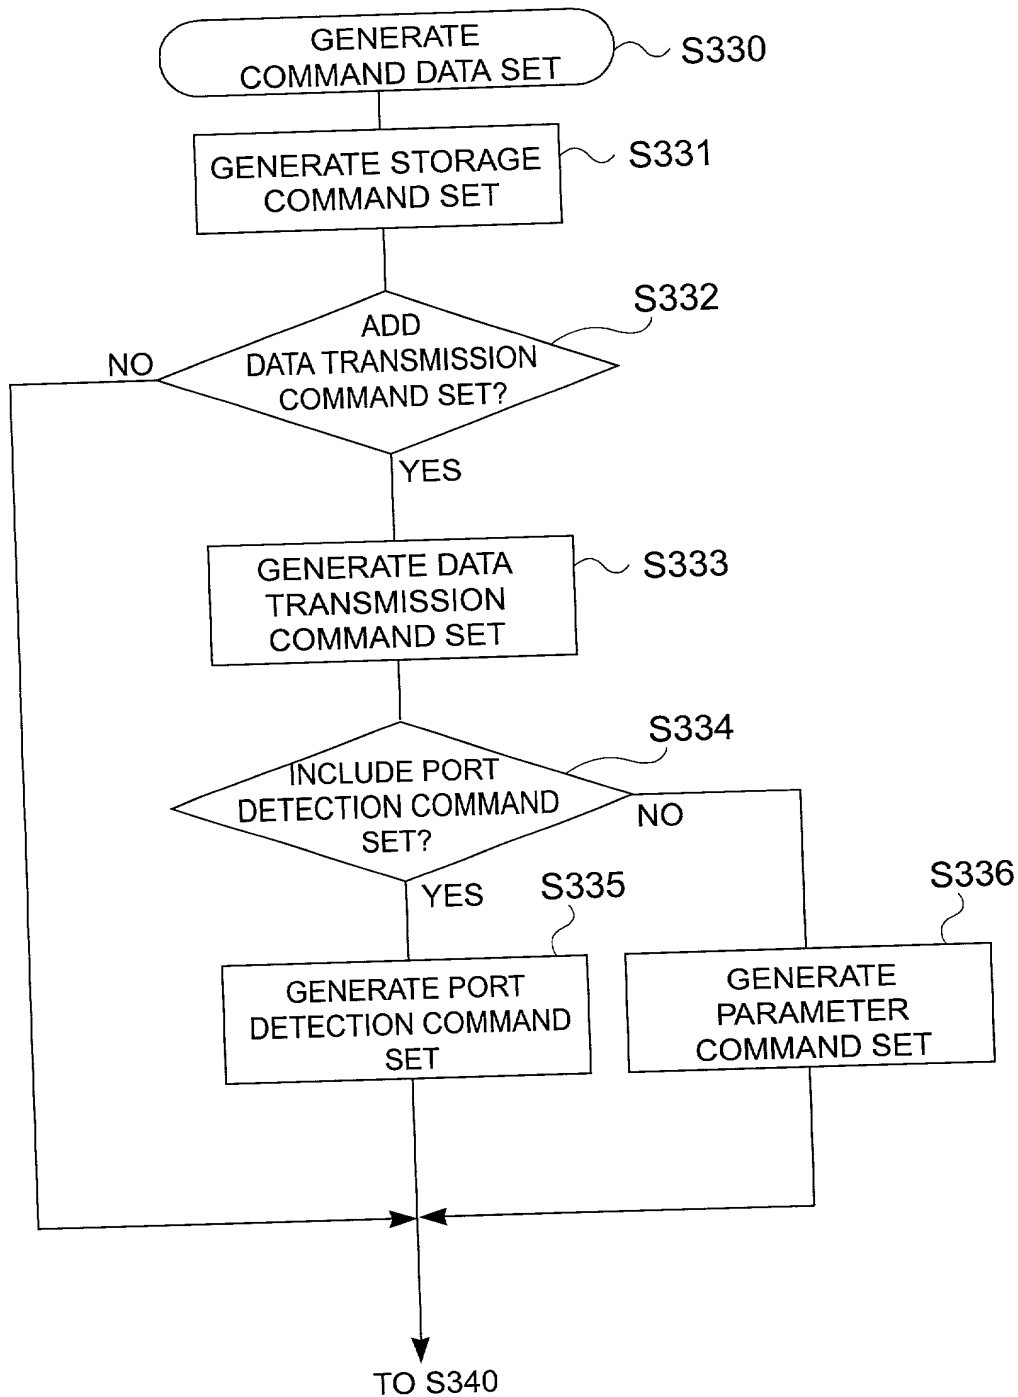 GENERATE
COMMAND DATA SET
S330
GENERATE STORAGE
COMMAND SET
S331
S332
ADD
DATA TRANSMISSION
COMMAND SET?
NO
YES
GENERATE DATA
TRANSMISSION
COMMAND SET
S333
S334
INCLUDE PORT
DETECTION COMMAND
SET?
NO
YES
S335
S336
GENERATE PORT
DETECTION COMMAND
SET
GENERATE
PARAMETER
COMMAND SET
TO S340